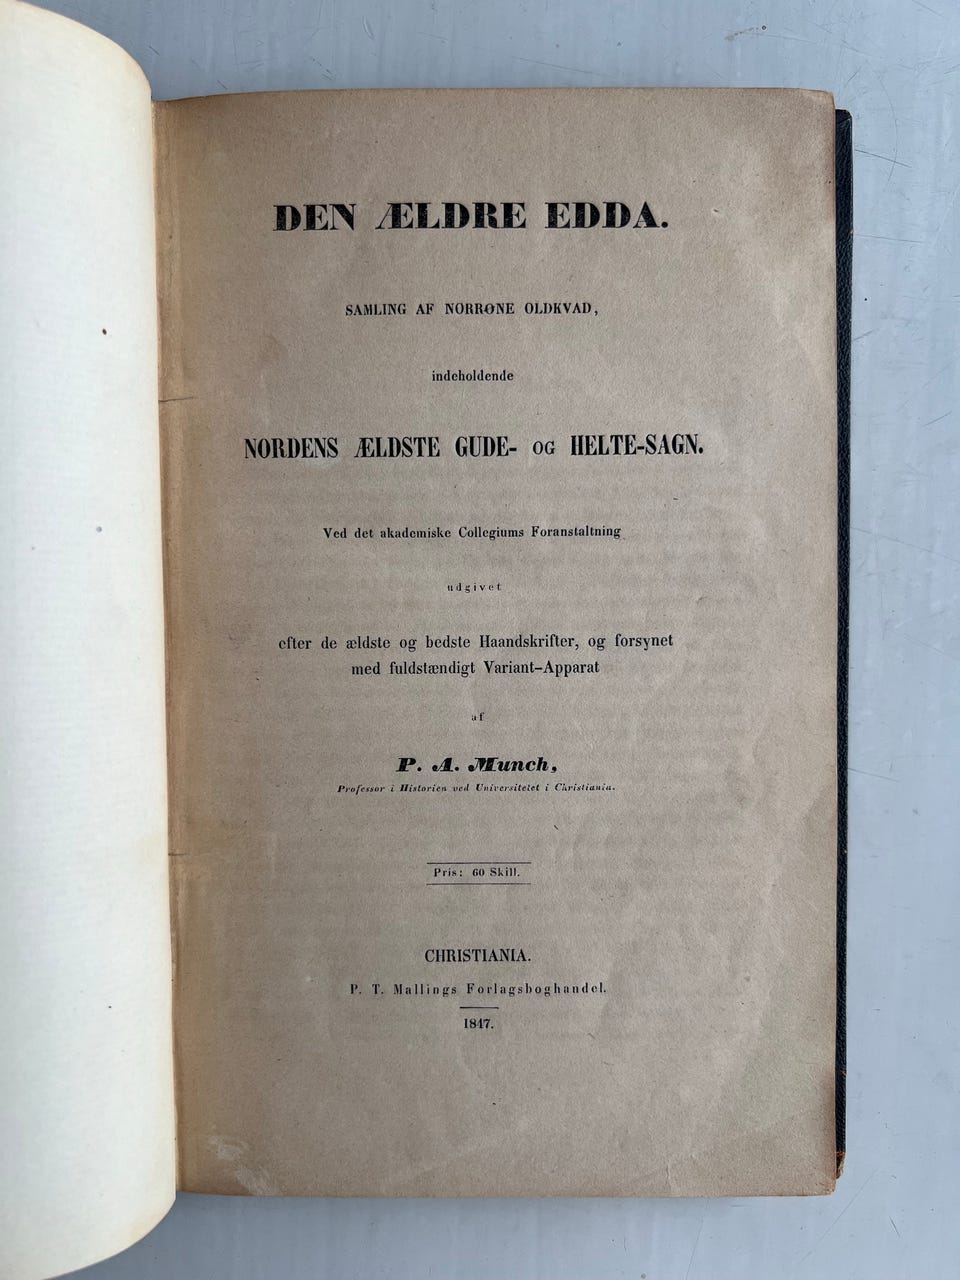 DEN ÆLDRE EDDA.
SAMLING AF NORRØNE OLDKVAD,
indeholdende
NORDENS ÆLDSTE GUDE- OG HELTE-SAGN.
Ved det akademiske Collegiums Foranstaltning
udgivet
efter de ældste og bedste Haandskrifter, og forsynet
med fuldstændigt Variant-Apparat
af
P. A. Munch,
Professor i Historien ved Universitetet i Christiania.
Pris: 60 Skill.
CHRISTIANIA.
P. T. Mallings Forlagsboghandel.
1847.